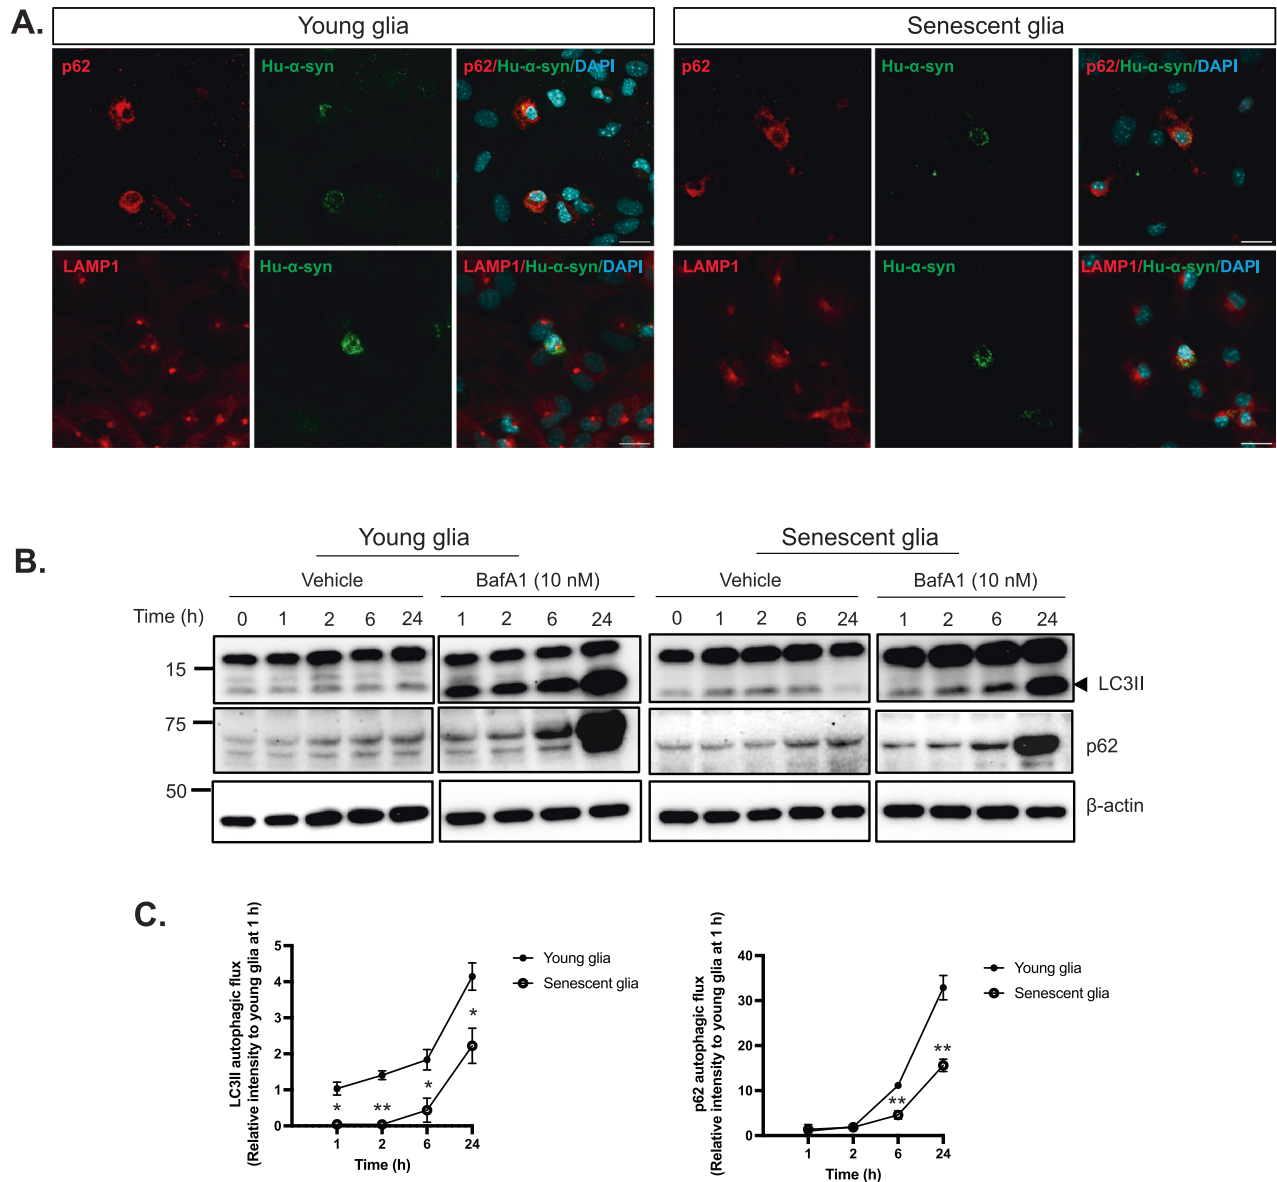 A.
Young glia
Senescent glia
p62
Hu-α-syn
p62/Hu-α-syn/DAPI
p62
Hu-α-syn
p62/Hu-α-syn/DAPI
LAMP1
Hu-α-syn
LAMP1/Hu-α-syn/DAPI
LAMP1
Hu-α-syn
LAMP1/Hu-α-syn/DAPI
B.
Young glia
Senescent glia
Vehicle
BafA1 (10 nM)
Vehicle
BafA1 (10 nM)
Time (h)
0 1 2 6 24
1 2 6 24
0 1 2 6 24
1 2 6 24
15
LC3II
75
p62
50
β-actin
C.
LC3II autophagic flux
(Relative intensity to young glia at 1 h)
5
4
3
2
1
0
* ** * *
1 2 6 24
Time (h)
Young glia
Senescent glia
p62 autophagic flux
(Relative intensity to young glia at 1 h)
40
30
20
10
0
** **
1 2 6 24
Time (h)
Young glia
Senescent glia